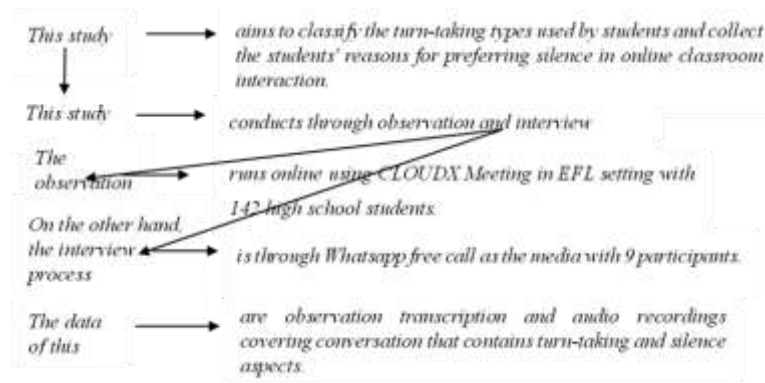 This study
aims to classify the turn-taking types used by students and collect
the students' reasons for preferring silence in online classroom
interaction.
This study
conducts through observation and interview
The
observation
runs online using CLOUDX Meeting in EFL setting with
142 high school students.
On the other hand,
the interview
process
is through Whatsapp free call as the media with 9 participants.
The data
of this
are observation transcription and audio recordings
covering conversation that contains turn-taking and silence
aspects.